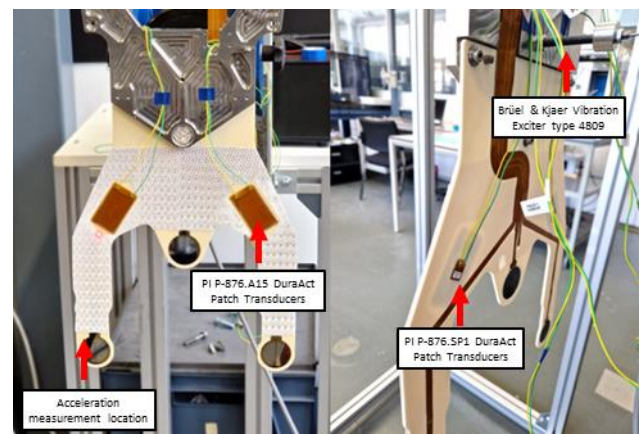 Brüel & Kjaer Vibration
Exciter type 4809
PI P-876.A15 DuraAct
Patch Transducers
PI P-876.SP1 DuraAct
Patch Transducers
Acceleration
measurement location